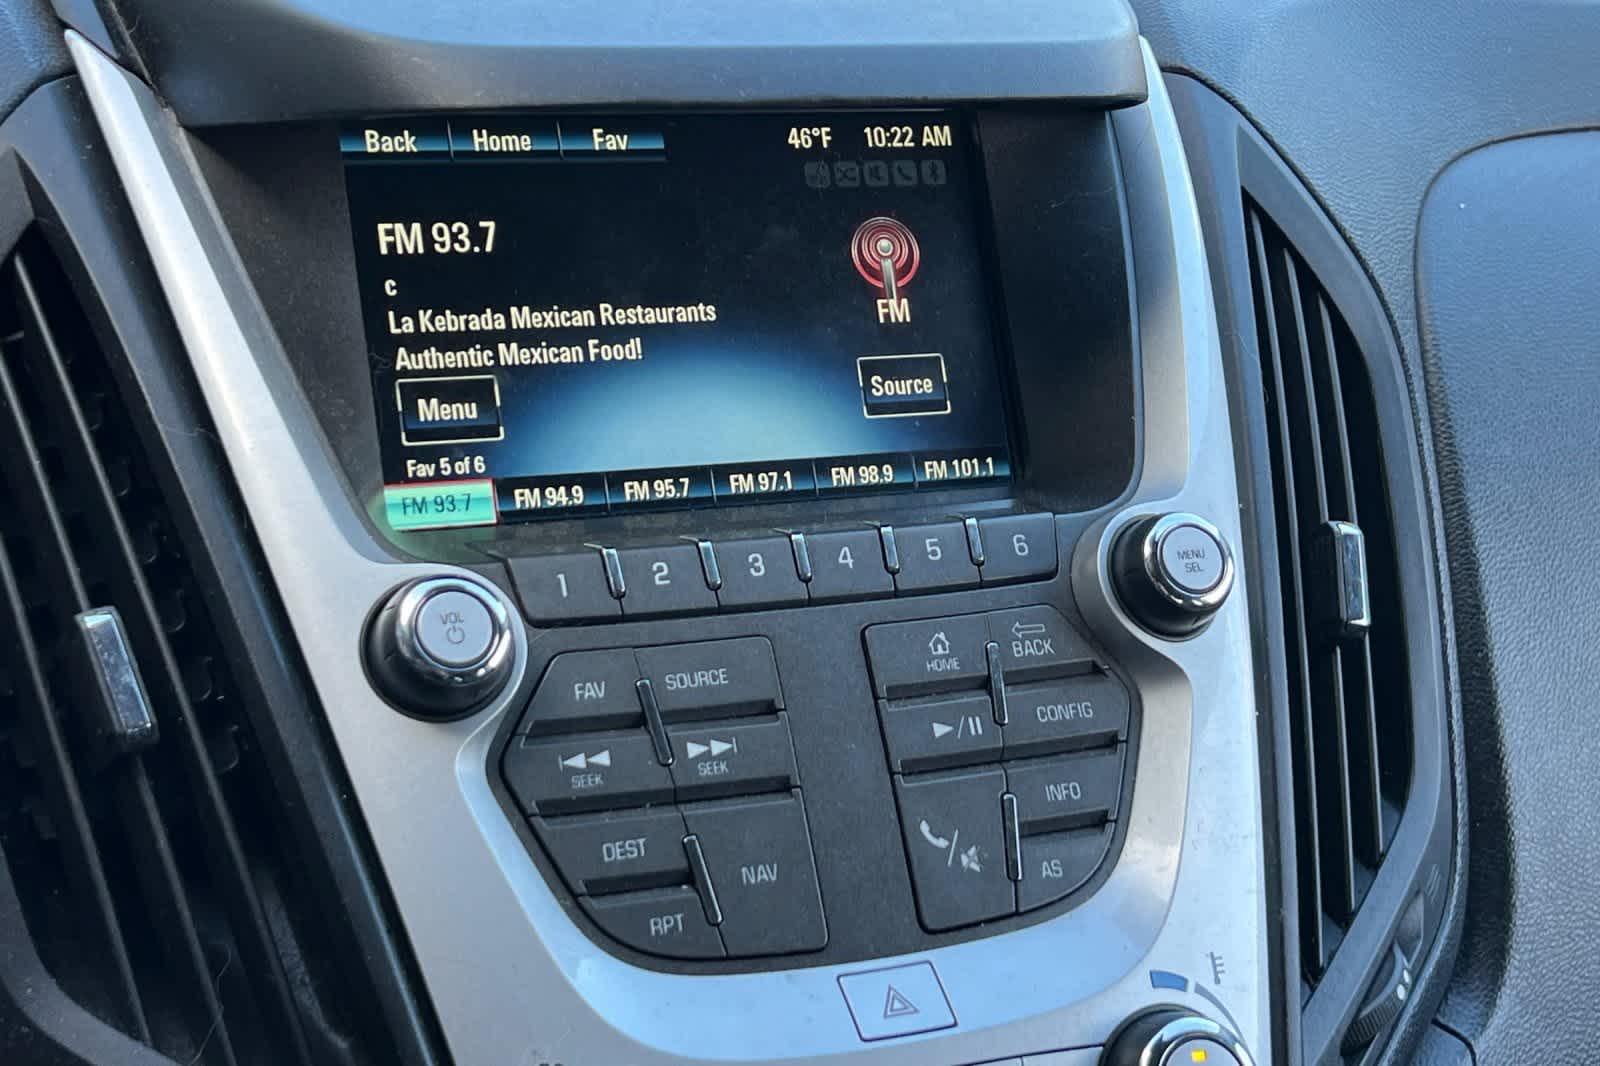 Back Home Fav 46°F 10:22 AM
FM 93.7
c
La Kebrada Mexican Restaurants
Authentic Mexican Food!
FM
Menu
Source
Fav 5 of 6
FM 93.7 FM 94.9 FM 95.7 FM 97.1 FM 98.9 FM 101.1
1 2 3 4 5 6
VOL
MENU
SEL
FAV SOURCE
HOME BACK
SEEK SEEK
CONFIG
DEST NAV
INFO
RPT
AS